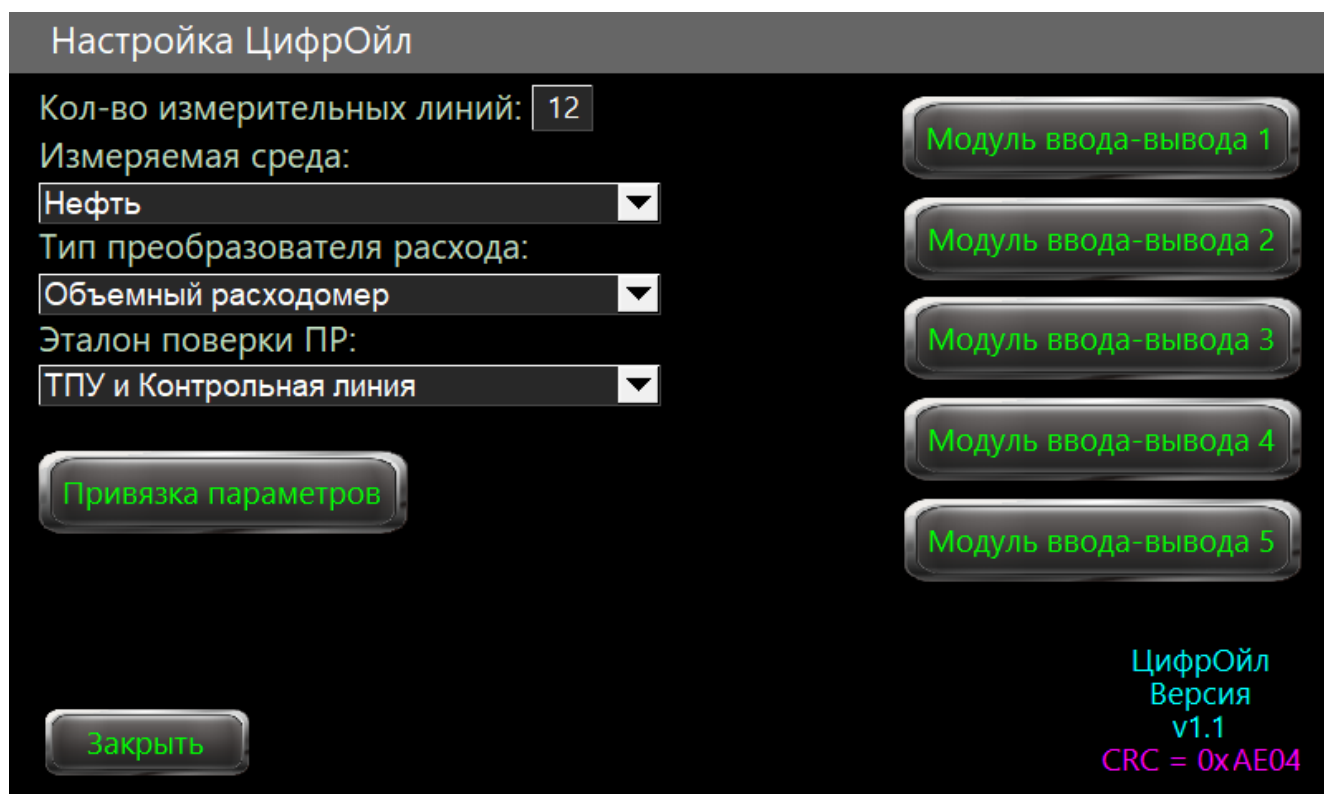 Настройка ЦифрОйл
Кол-во измерительных линий: 12
Измеряемая среда:
Нефть
Тип преобразователя расхода:
Объемный расходомер
Эталон поверки ПР:
ТПУ и Контрольная линия
Привязка параметров
Закрыть
Модуль ввода-вывода 1
Модуль ввода-вывода 2
Модуль ввода-вывода 3
Модуль ввода-вывода 4
Модуль ввода-вывода 5
ЦифрОйл
Версия
v1.1
CRC = 0xAE04